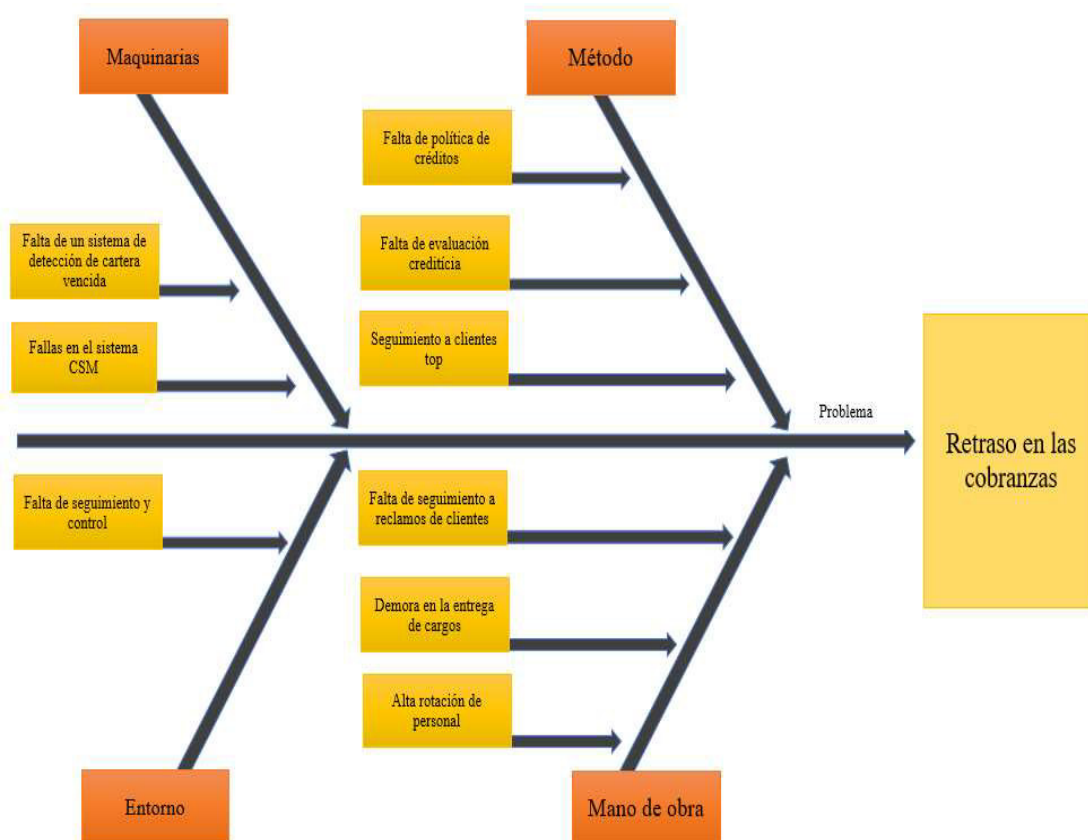 Maquinarias
Método
Falta de política de
créditos
Falta de un sistema de
detección de cartera
vencida
Falta de evaluación
creditícia
Fallas en el sistema
CSM
Seguimiento a clientes
top
Problema
Retraso en las
cobranzas
Falta de seguimiento y
control
Falta de seguimiento a
reclamos de clientes
Demora en la entrega
de cargos
Alta rotación de
personal
Entorno
Mano de obra